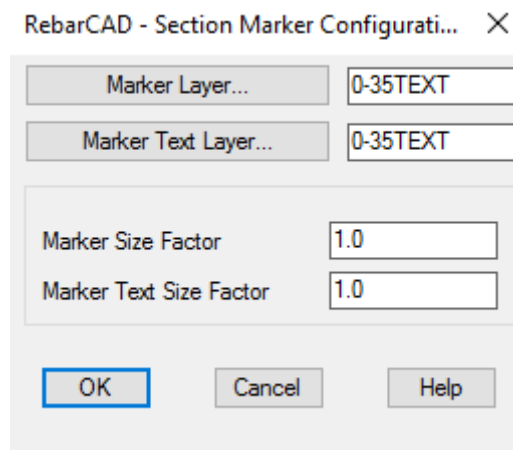 RebarCAD - Section Marker Configurati...
Marker Layer... 0-35TEXT
Marker Text Layer... 0-35TEXT
Marker Size Factor 1.0
Marker Text Size Factor 1.0
OK Cancel Help